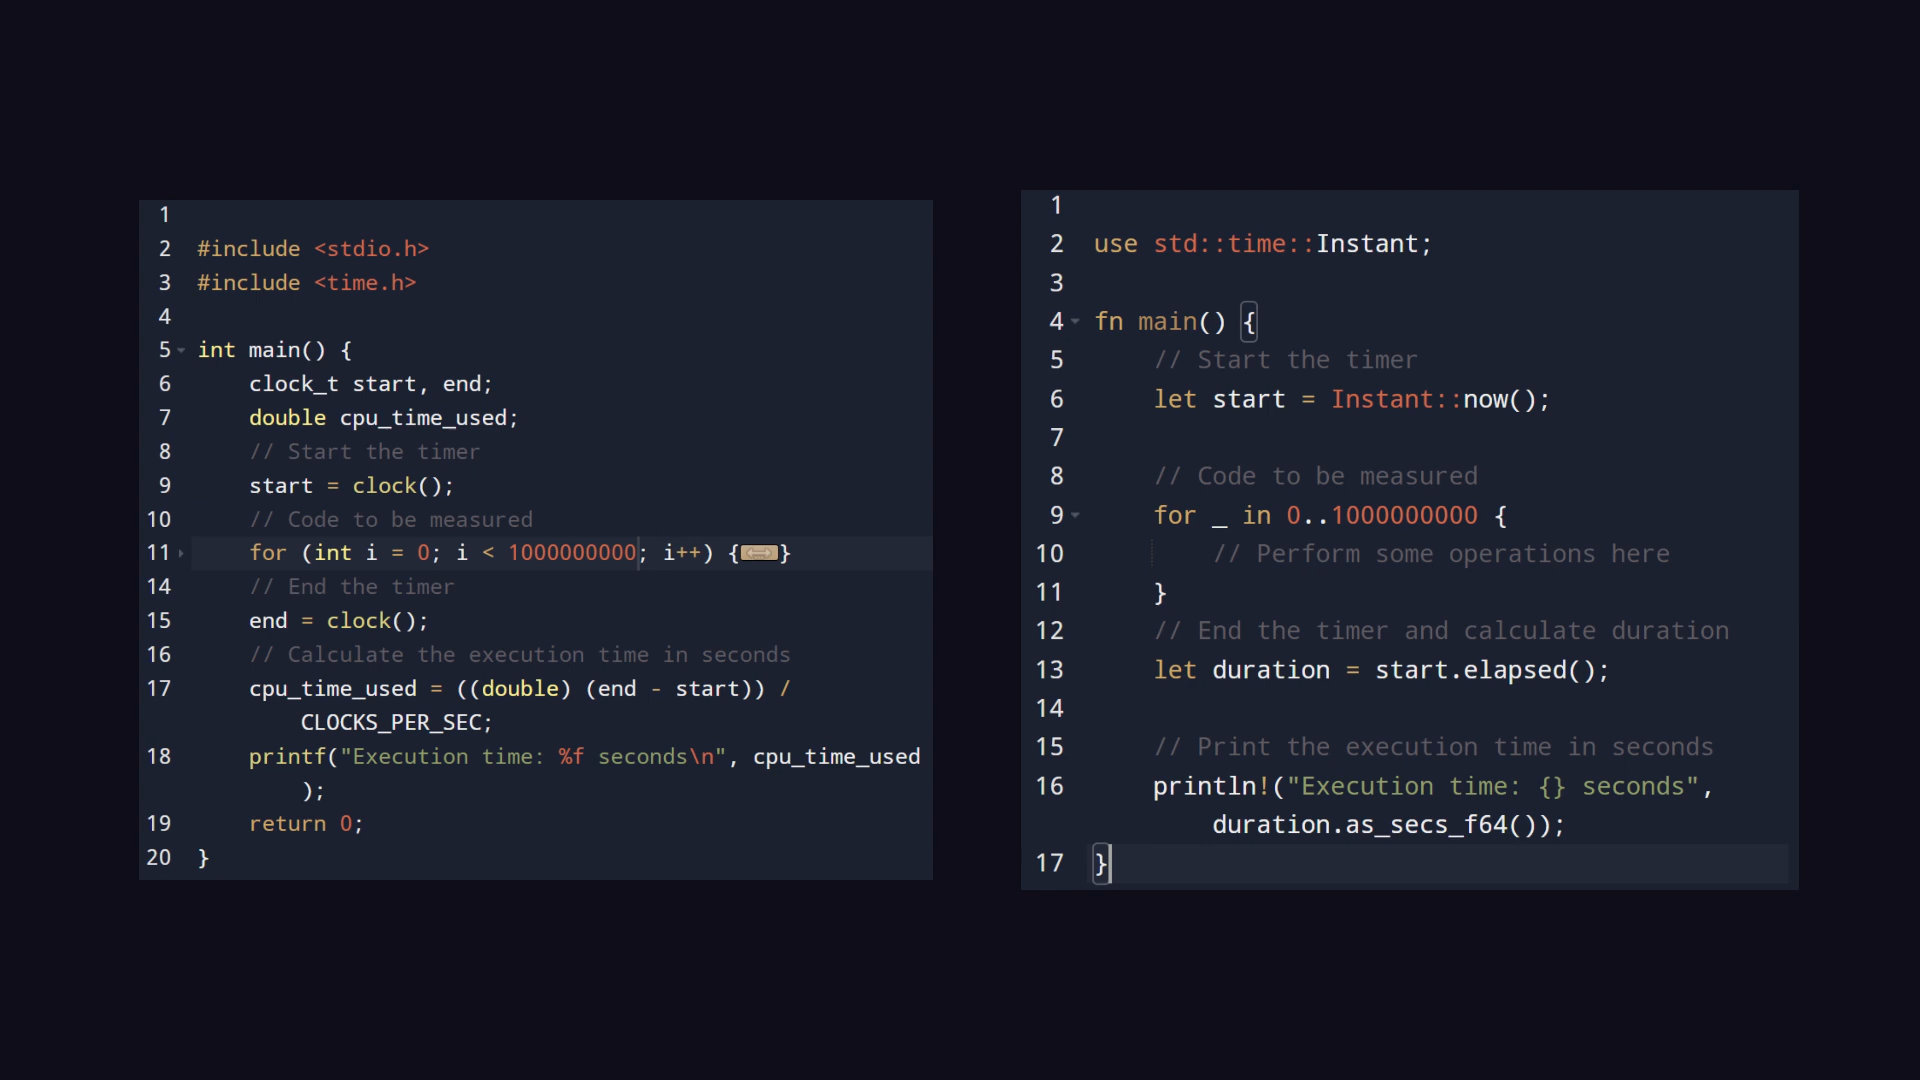 1
2 #include <stdio.h>
3 #include <time.h>
4
5 int main() {
6     clock_t start, end;
7     double cpu_time_used;
8     // Start the timer
9     start = clock();
10     // Code to be measured
11     for (int i = 0; i < 1000000000; i++) {}
14     // End the timer
15     end = clock();
16     // Calculate the execution time in seconds
17     cpu_time_used = ((double) (end - start)) /
        CLOCKS_PER_SEC;
18     printf("Execution time: %f seconds\n", cpu_time_used
        );
19     return 0;
20 }
1
2 use std::time::Instant;
3
4 fn main() {
5     // Start the timer
6     let start = Instant::now();
7
8     // Code to be measured
9     for _ in 0..1000000000 {
10         // Perform some operations here
11     }
12     // End the timer and calculate duration
13     let duration = start.elapsed();
14
15     // Print the execution time in seconds
16     println!("Execution time: {} seconds",
        duration.as_secs_f64());
17 }